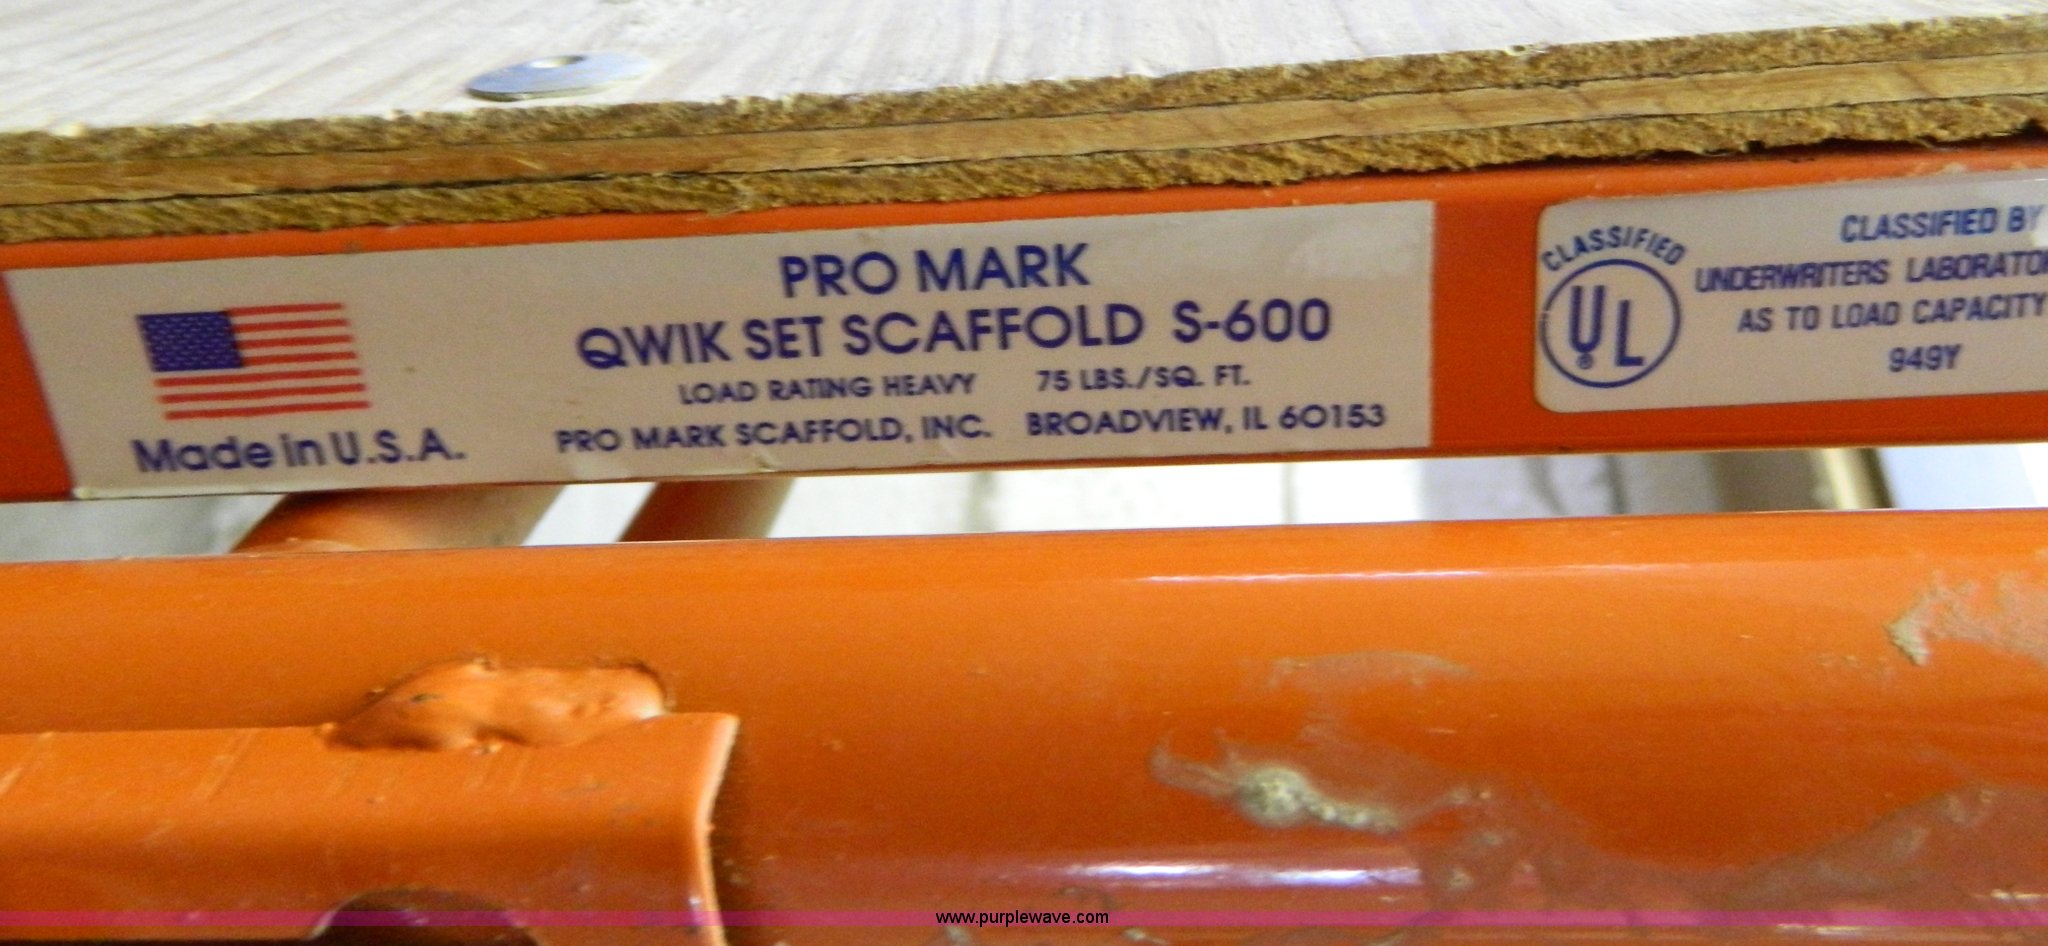 PRO MARK
QWIK SET SCAFFOLD S-600
LOAD RATING HEAVY 75 LBS./SQ. FT.
PRO MARK SCAFFOLD, INC. BROADVIEW, IL 60153
Made in U.S.A.
CLASSIFIED
UL
®
CLASSIFIED BY
UNDERWRITERS
AS TO LOAD CAPACITY
949Y
www.purplewave.com